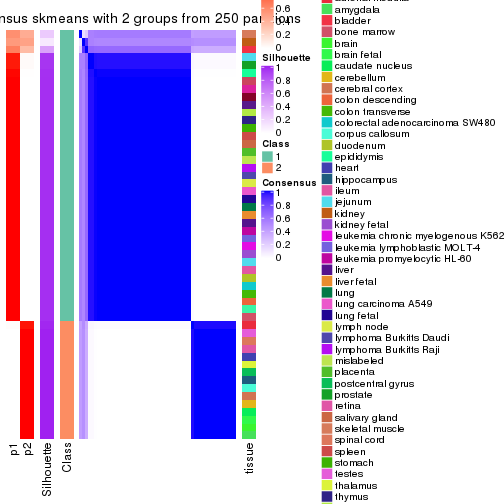 nsus skmeans with 2 groups from 250 partitions
0.6
0.4
0.2
0
Silhouette
1
0.8
0.6
0.4
0.2
0
Class
1
2
Consensus
1
0.8
0.6
0.4
0.2
0
p1
p2
Silhouette
Class
tissue
amygdala
bladder
bone marrow
brain
brain fetal
caudate nucleus
cerebellum
cerebral cortex
colon descending
colon transverse
colorectal adenocarcinoma SW480
corpus callosum
duodenum
epididymis
heart
hippocampus
ileum
jejunum
kidney
kidney fetal
leukemia chronic myelogenous K562
leukemia lymphoblastic MOLT-4
leukemia promyelocytic HL-60
liver
liver fetal
lung
lung carcinoma A549
lung fetal
lymph node
lymphoma Burkitts Daudi
lymphoma Burkitts Raji
mislabeled
placenta
postcentral gyrus
prostate
retina
salivary gland
skeletal muscle
spinal cord
spleen
stomach
testes
thalamus
thymus